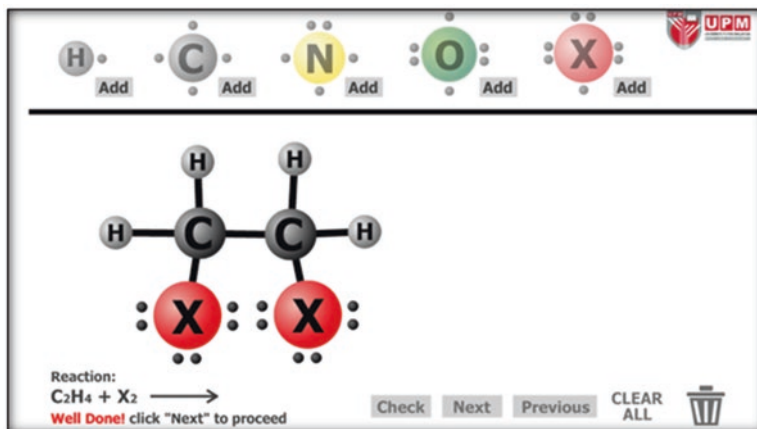 H
C
N
O
X
UPM
Add
Add
Add
Add
Add
H
H
H
C
C
H
X
X
Reaction:
C₂H₄ + X₂ ⟶
Well Done! click "Next" to proceed
Check
Next
Previous
CLEAR
ALL